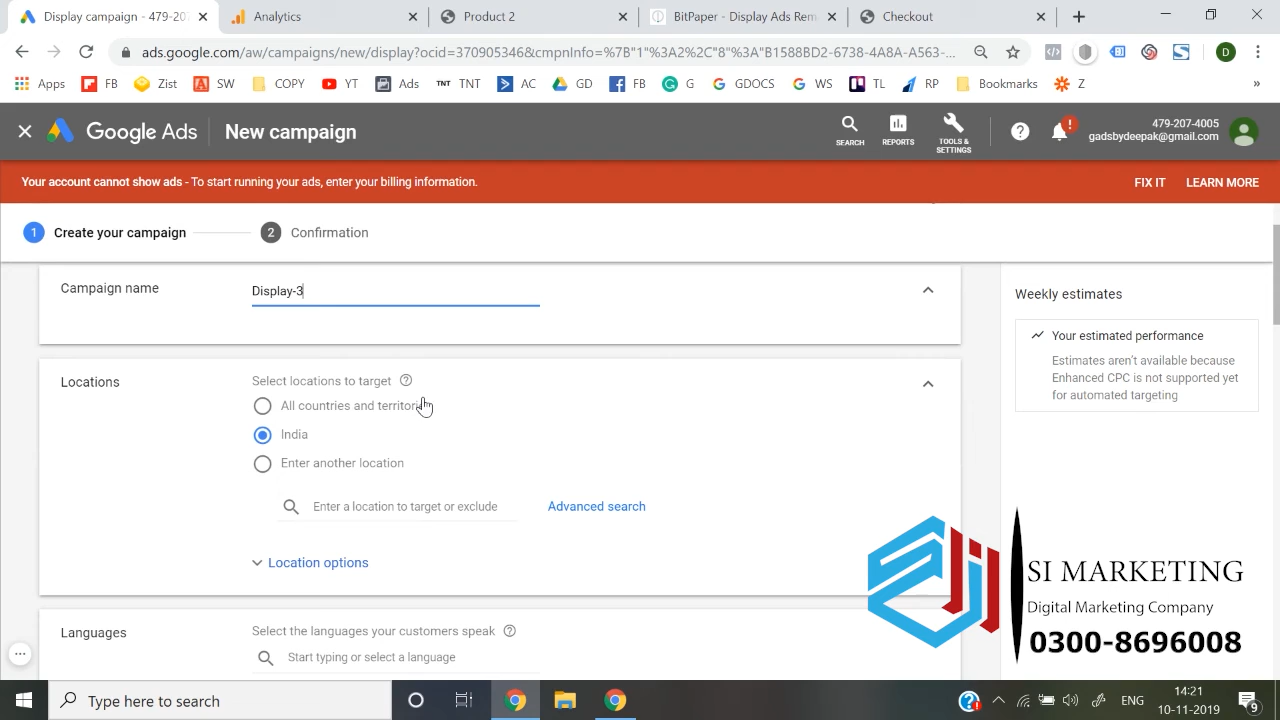 Display campaign - 479-207
Analytics
Product 2
BitPaper - Display Ads Rem
Checkout
ads.google.com/aw/campaigns/new/display?ocid=370905346&cmpnInfo=%7B"1"%3A2%2C"8"%3A"B1588BD2-6738-4A8A-A563-...
Apps
FB
Zist
SW
COPY
YT
Ads
TNT
TNT
AC
GD
FB
G
GDOCS
WS
TL
RP
Bookmarks
Z
»
Google Ads
New campaign
SEARCH
REPORTS
TOOLS &
SETTINGS
479-207-4005
gadsbydeepak@gmail.com
Your account cannot show ads - To start running your ads, enter your billing information.
FIX IT
LEARN MORE
1
Create your campaign
2
Confirmation
Campaign name
Display-3
Weekly estimates
Your estimated performance
Estimates aren't available because
Enhanced CPC is not supported yet
for automated targeting
Locations
Select locations to target
All countries and territori
India
Enter another location
Enter a location to target or exclude
Advanced search
Location options
Languages
Select the languages your customers speak
Start typing or select a language
SI MARKETING
Digital Marketing Company
0300-8696008
Type here to search
ENG
14:21
10-11-2019
9